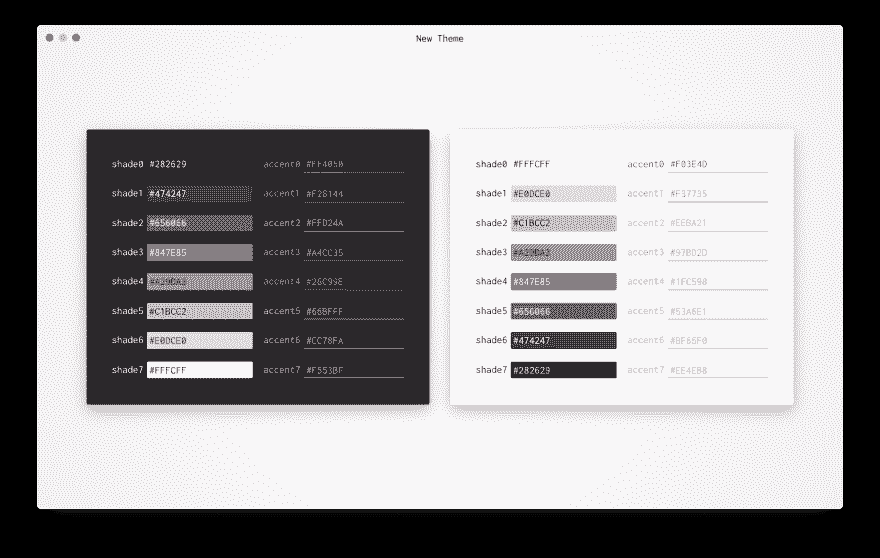 New Theme
shade0 #282629 accent0 #FF4050
shade1 #474247 accent1 #F28144
shade2 #656066 accent2 #FFD24A
shade3 #847E85 accent3 #A4CC35
shade4 #A29DA3 accent4 #26C99E
shade5 #C1BCC2 accent5 #66BFFF
shade6 #E0DCE0 accent6 #CC78FA
shade7 #FFFCFF accent7 #F553BF
shade0 #FFFCFF accent0 #F03E4D
shade1 #E0DCE0 accent1 #F37735
shade2 #C1BCC2 accent2 #EEBA21
shade3 #A29DA3 accent3 #97BD2D
shade4 #847E85 accent4 #1FC598
shade5 #656066 accent5 #53A6E1
shade6 #474247 accent6 #BF65F0
shade7 #282629 accent7 #EE4EB8